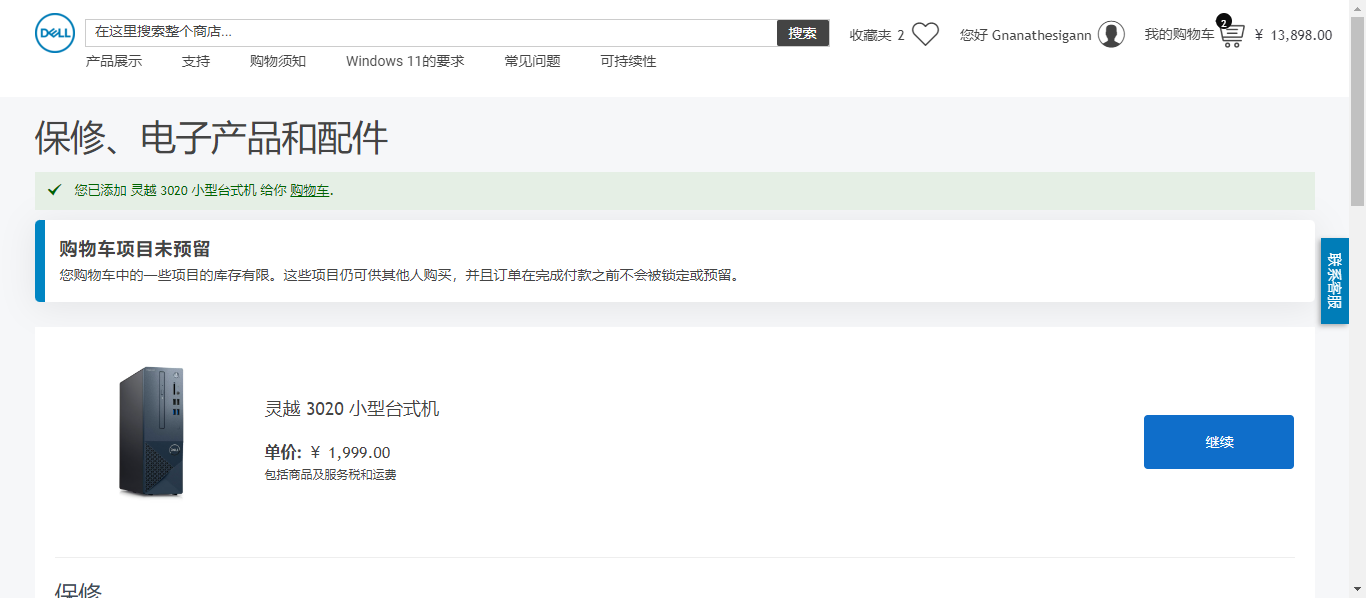 DELL
在这里搜索整个商店...
搜索
收藏夹 2
您好 Gnanathesigann
我的购物车
2
¥ 13,898.00
产品展示 支持 购物须知 Windows 11的要求 常见问题 可持续性
保修、电子产品和配件
您已添加 灵越 3020 小型台式机 给你 购物车.
购物车项目未预留
您购物车中的一些项目的库存有限。这些项目仍可供其他人购买，并且订单在完成付款之前不会被锁定或预留。
联系客服
灵越 3020 小型台式机
单价: ¥ 1,999.00
包括商品及服务税和运费
继续
保修